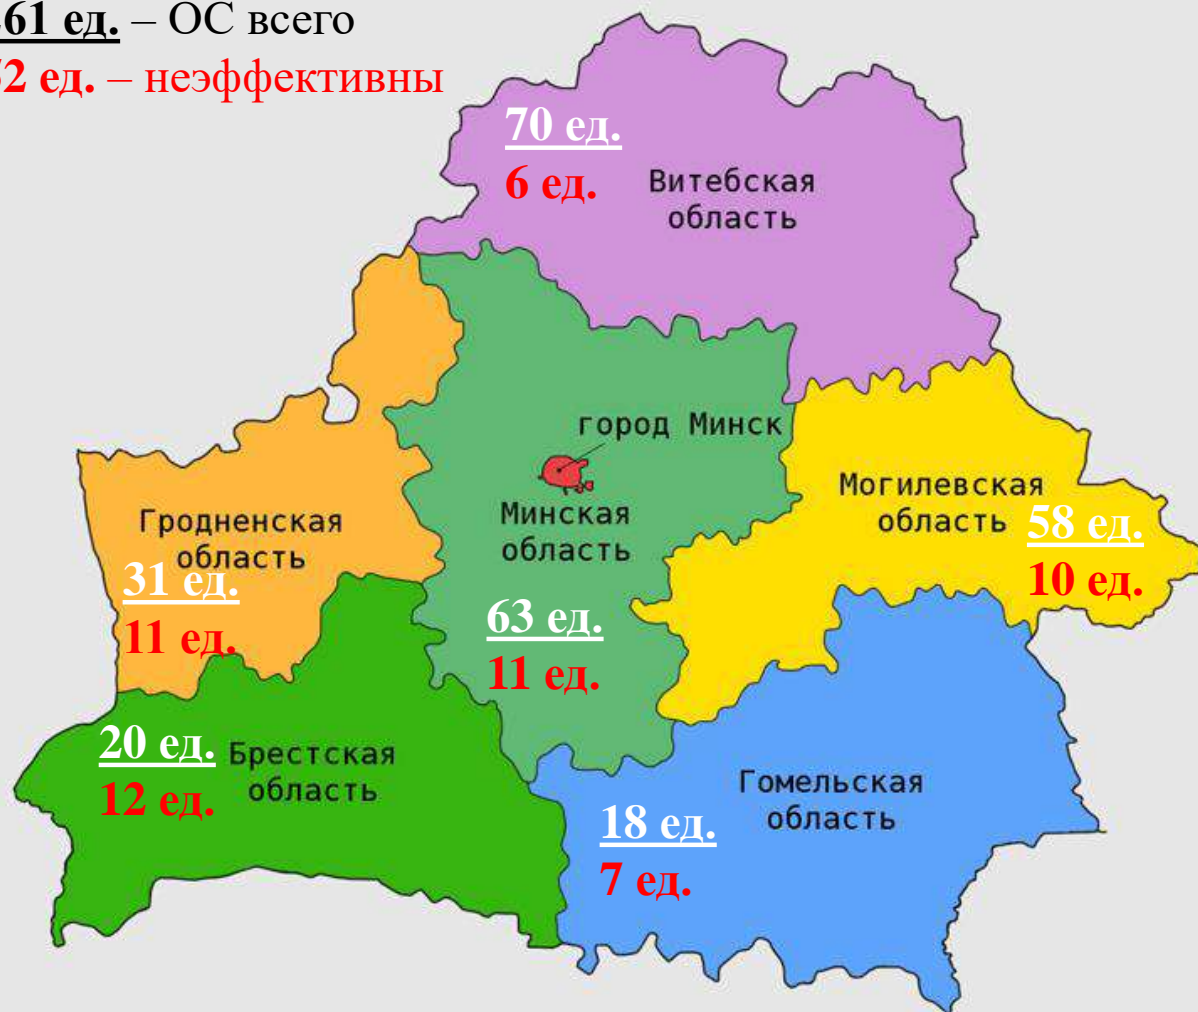 61 ед. – ОС всего
2 ед. – неэффективны
70 ед.
6 ед.
Витебская
область
город Минск
Могилевская
область
58 ед.
10 ед.
Гродненская
область
31 ед.
11 ед.
Минская
область
63 ед.
11 ед.
20 ед.
12 ед.
Брестская
область
Гомельская
область
18 ед.
7 ед.